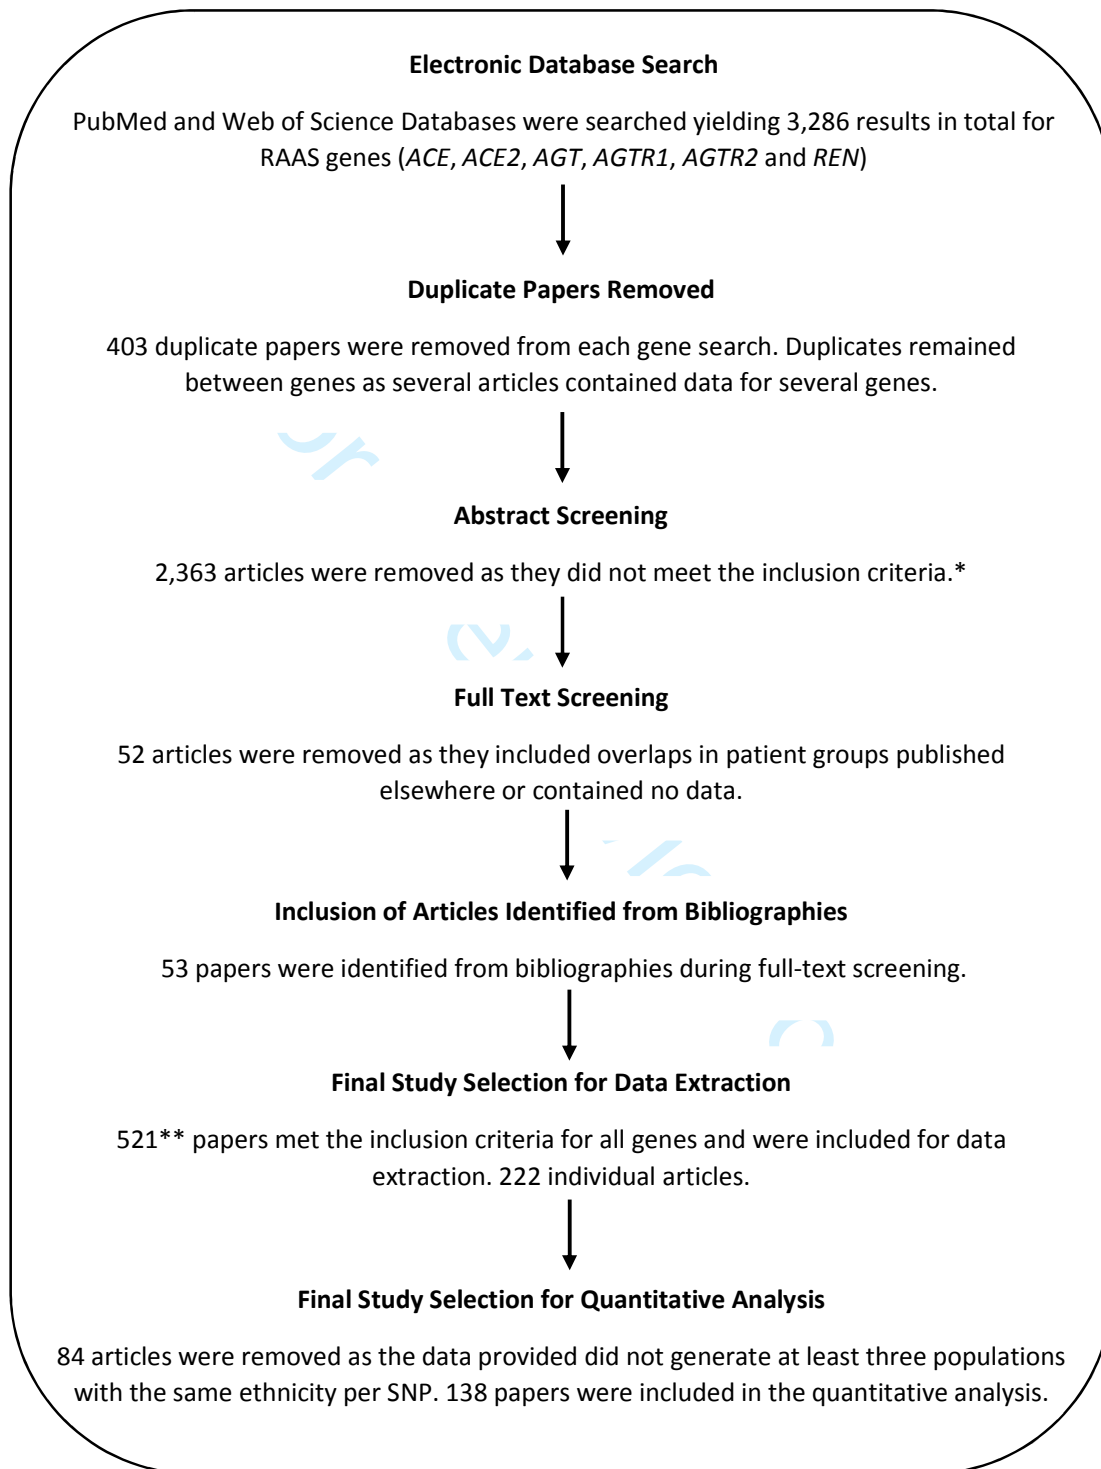 Electronic Database Search
PubMed and Web of Science Databases were searched yielding 3,286 results in total for
RAAS genes (ACE, ACE2, AGT, AGTR1, AGTR2 and REN)
Duplicate Papers Removed
403 duplicate papers were removed from each gene search. Duplicates remained
between genes as several articles contained data for several genes.
Abstract Screening
2,363 articles were removed as they did not meet the inclusion criteria.*
Full Text Screening
52 articles were removed as they included overlaps in patient groups published
elsewhere or contained no data.
Inclusion of Articles Identified from Bibliographies
53 papers were identified from bibliographies during full-text screening.
Final Study Selection for Data Extraction
521** papers met the inclusion criteria for all genes and were included for data
extraction. 222 individual articles.
Final Study Selection for Quantitative Analysis
84 articles were removed as the data provided did not generate at least three populations
with the same ethnicity per SNP. 138 papers were included in the quantitative analysis.